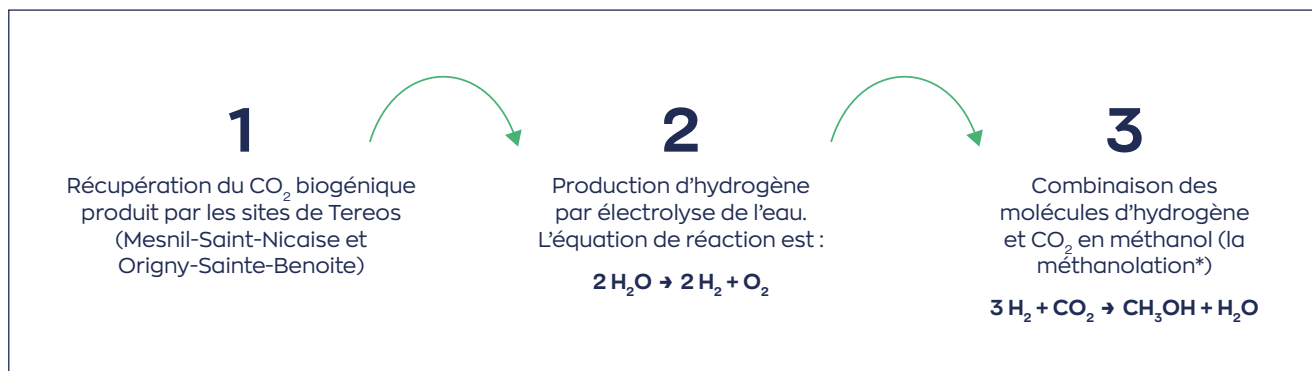 1
Récupération du CO₂ biogénique
produit par les sites de Tereos
(Mesnil-Saint-Nicaise et
Origny-Sainte-Benoite)
2
Production d’hydrogène
par électrolyse de l’eau.
L’équation de réaction est :
2 H₂O → 2 H₂ + O₂
3
Combinaison des
molécules d’hydrogène
et CO₂ en méthanol (la
méthanolation*)
3 H₂ + CO₂ → CH₃OH + H₂O